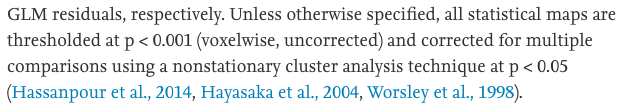 GLM residuals, respectively. Unless otherwise specified, all statistical maps are
thresholded at p < 0.001 (voxelwise, uncorrected) and corrected for multiple
comparisons using a nonstationary cluster analysis technique at p < 0.05
(Hassanpour et al., 2014, Hayasaka et al., 2004, Worsley et al., 1998).